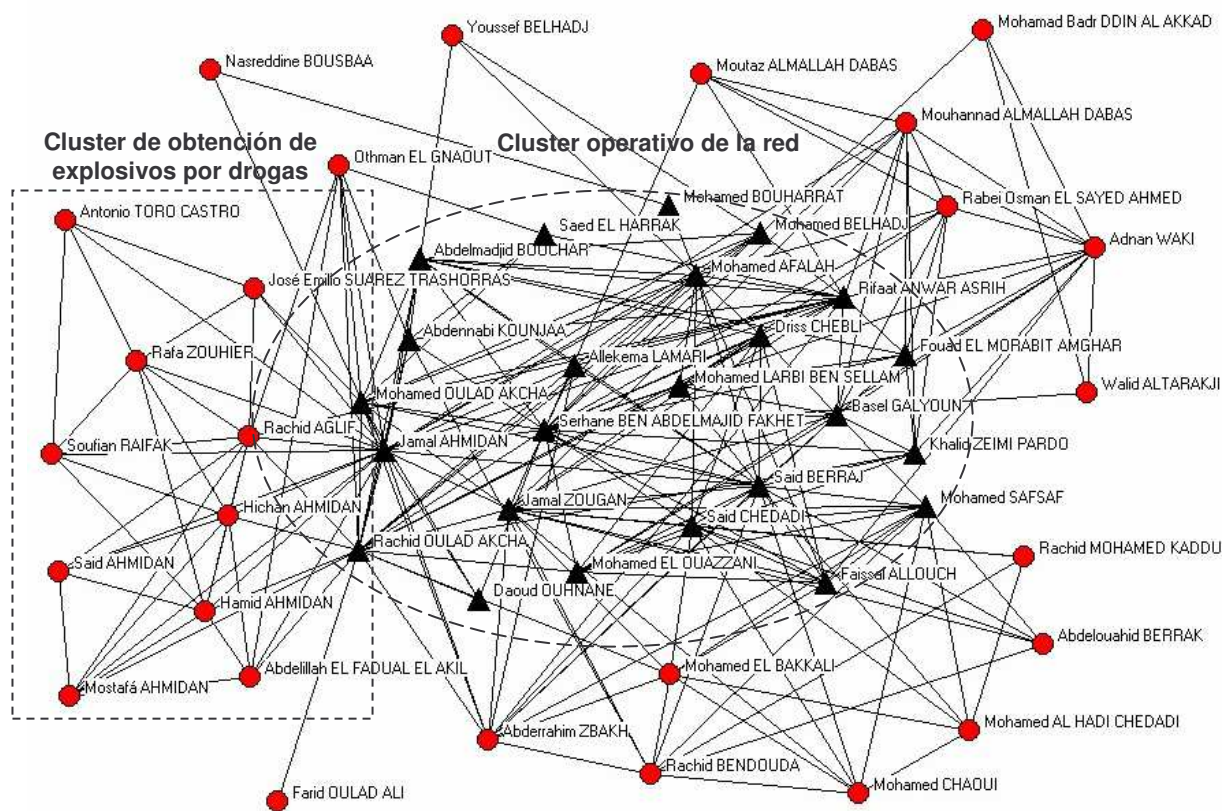 Youssef BELHADJ
Mohamad Badr DDIN AL AKKAD
Nasreddine BOUSBAA
Moutaz ALMALLAH DABAS
Mouhannad ALMALLAH DABAS
Cluster de obtención de
explosivos por drogas
Cluster operativo de la red
Othman EL GNAOUT
Mohamed BOUHARRAT
Rabei Osman EL SAYED AHMED
Antonio TORO CASTRO
Saed EL HARRAK
Mohamed BELHADJ
Adnan WAKI
Abdelmadjid BOUCHAR
Mohamed AFALAH
José Emilio SUAREZ TRASHORRAS
Rifaat ANWAR ASRIH
Abdennabi KOUNJAA
Driss CHEBLI
Rafa ZOUHIER
Allekema LAMARI
Fouad EL MORABIT AMGHAR
Mohamed LARBI BEN SELLAM
Walid ALTARAKJI
Mohamed OULAD AKCHA
Basel GALYOUN
Rachid AGLIF
Serhane BEN ABDELMAJID FAKHET
Soufian RAIFAK
Jamal AHMIDAN
Khalid ZEIMI PARDO
Said BERRAJ
Hichan AHMIDAN
Jamal ZOUGAN
Mohamed SAFSAF
Said CHEDADI
Rachid OULAD AKCHA
Rachid MOHAMED KADDU
Said AHMIDAN
Mohamed EL OUAZZANI
Faissal ALLOUCH
Daoud OUHNANE
Hamid AHMIDAN
Abdelouahid BERRAK
Abdelillah EL FADUAL EL AKIL
Mohamed EL BAKKALI
Mostafá AHMIDAN
Abderrahim ZBAKH
Mohamed AL HADI CHEDADI
Rachid BENDOUDA
Mohamed CHAOUI
Farid OULAD ALI